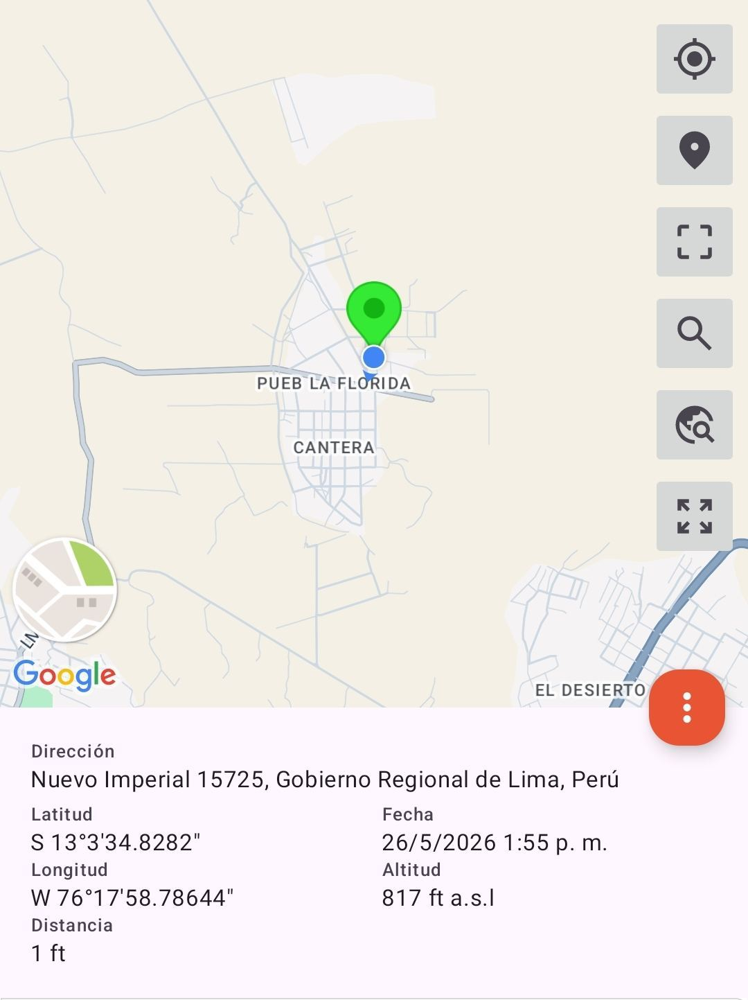 PUEB LA FLORIDA
CANTERA
LN
Google
EL DESIERTO
Dirección
Nuevo Imperial 15725, Gobierno Regional de Lima, Perú
Latitud
S 13°3'34.8282"
Fecha
26/5/2026 1:55 p. m.
Longitud
W 76°17'58.78644"
Altitud
817 ft a.s.l
Distancia
1 ft